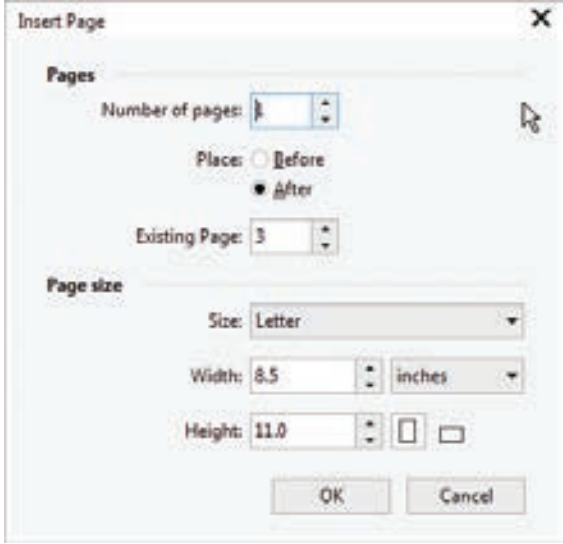 Insert Page
Pages
Number of pages:
Place: Before
After
Existing Page: 3
Page size
Size: Letter
Width: 8.5 inches
Height: 11.0
OK Cancel